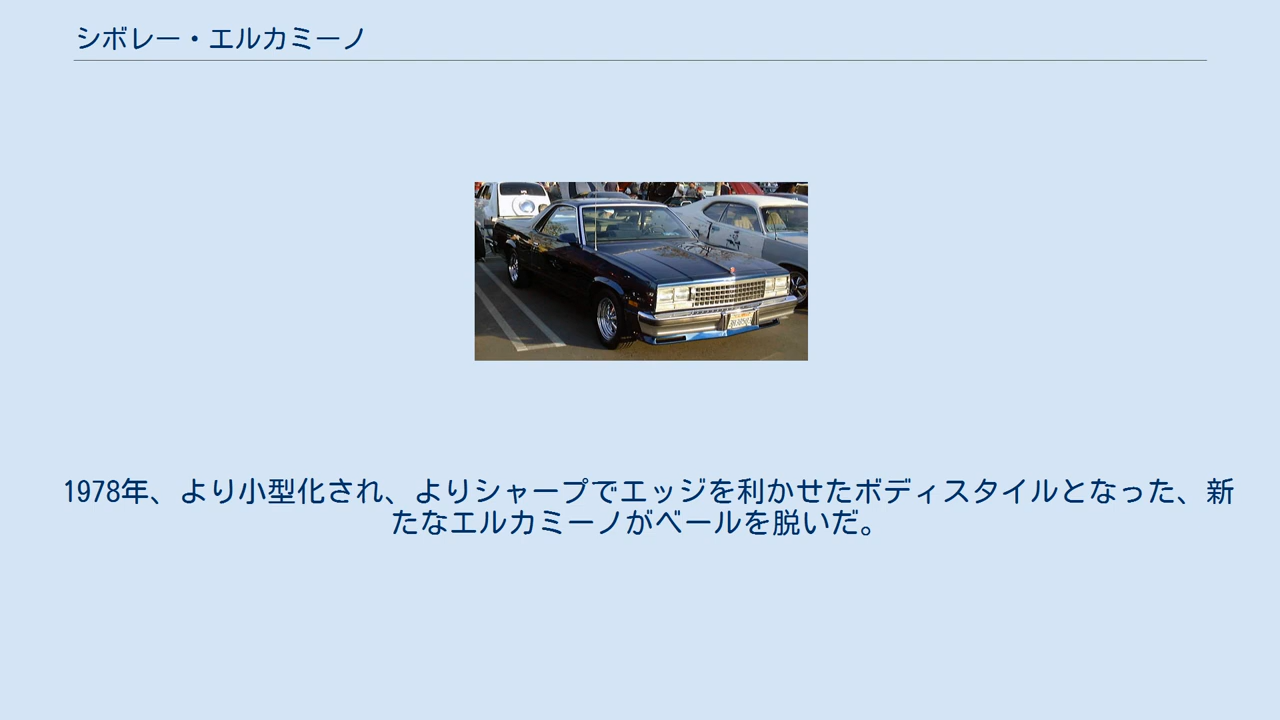 シボレー・エルカミーノ
1978年、より小型化され、よりシャープでエッジを利かせたボディスタイルとなった、新
たなエルカミーノがベールを脱いだ。